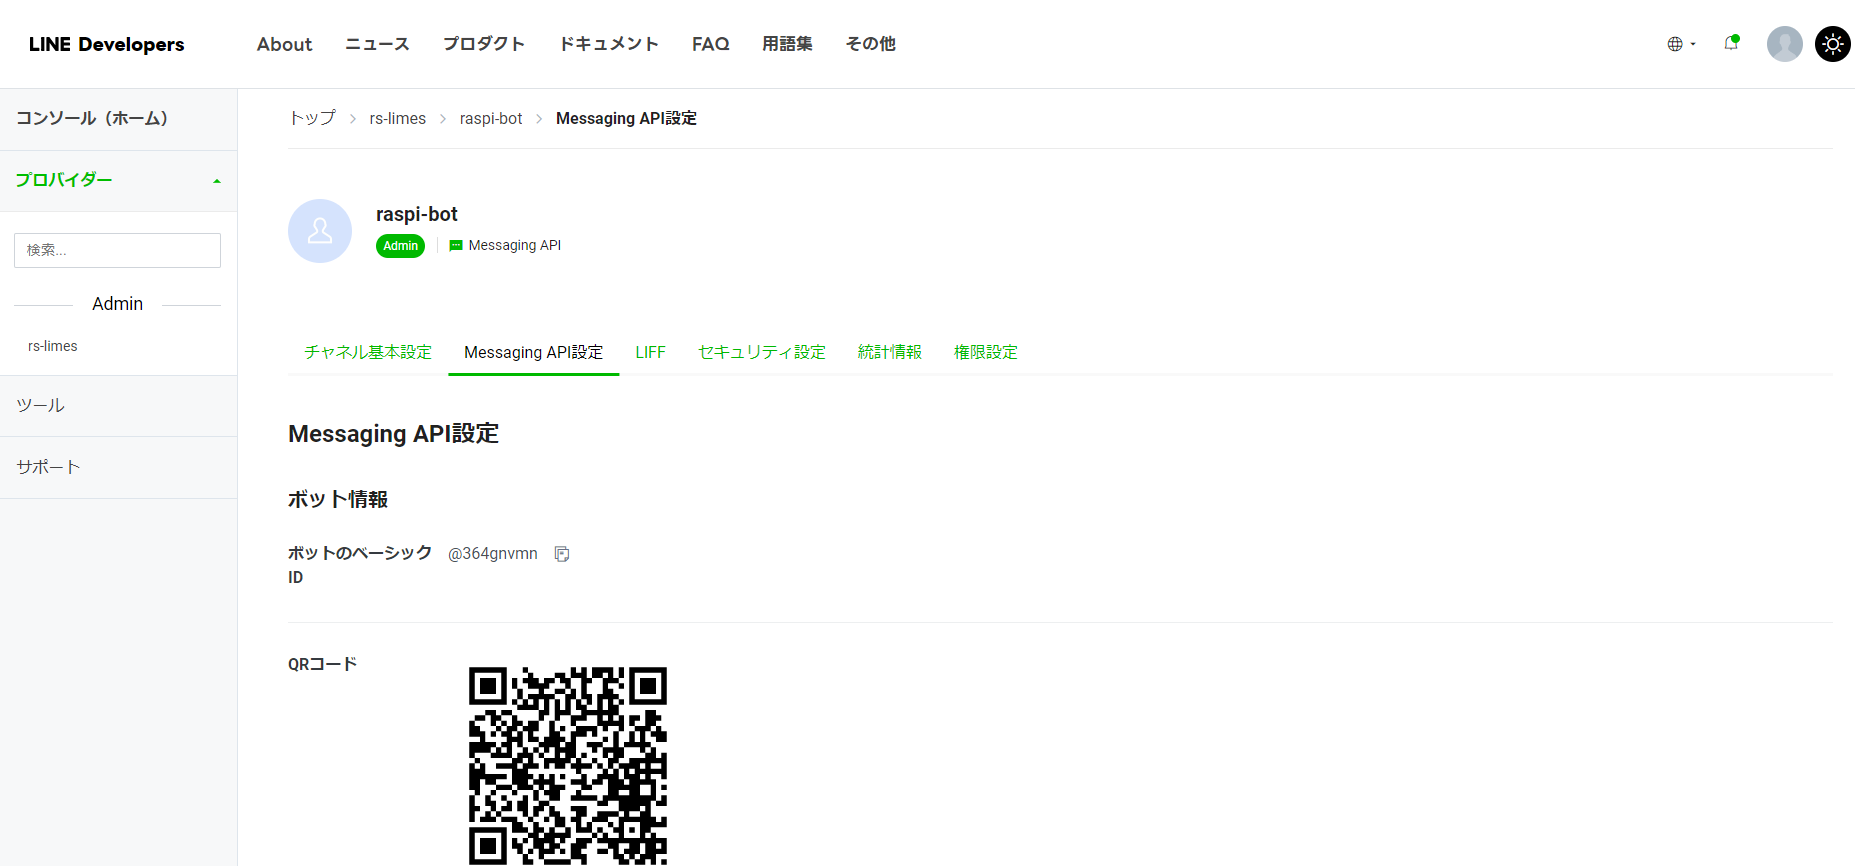 LINE Developers
About ニュース プロダクト ドキュメント FAQ 用語集 その他
コンソール（ホーム）
プロバイダー
検索...
Admin
rs-limes
ツール
サポート
トップ rs-limes raspi-bot Messaging API設定
raspi-bot
Admin Messaging API
チャネル基本設定 Messaging API設定 LIFF セキュリティ設定 統計情報 権限設定
Messaging API設定
ボット情報
ボットのベーシック @364gnvmn
ID
QRコード